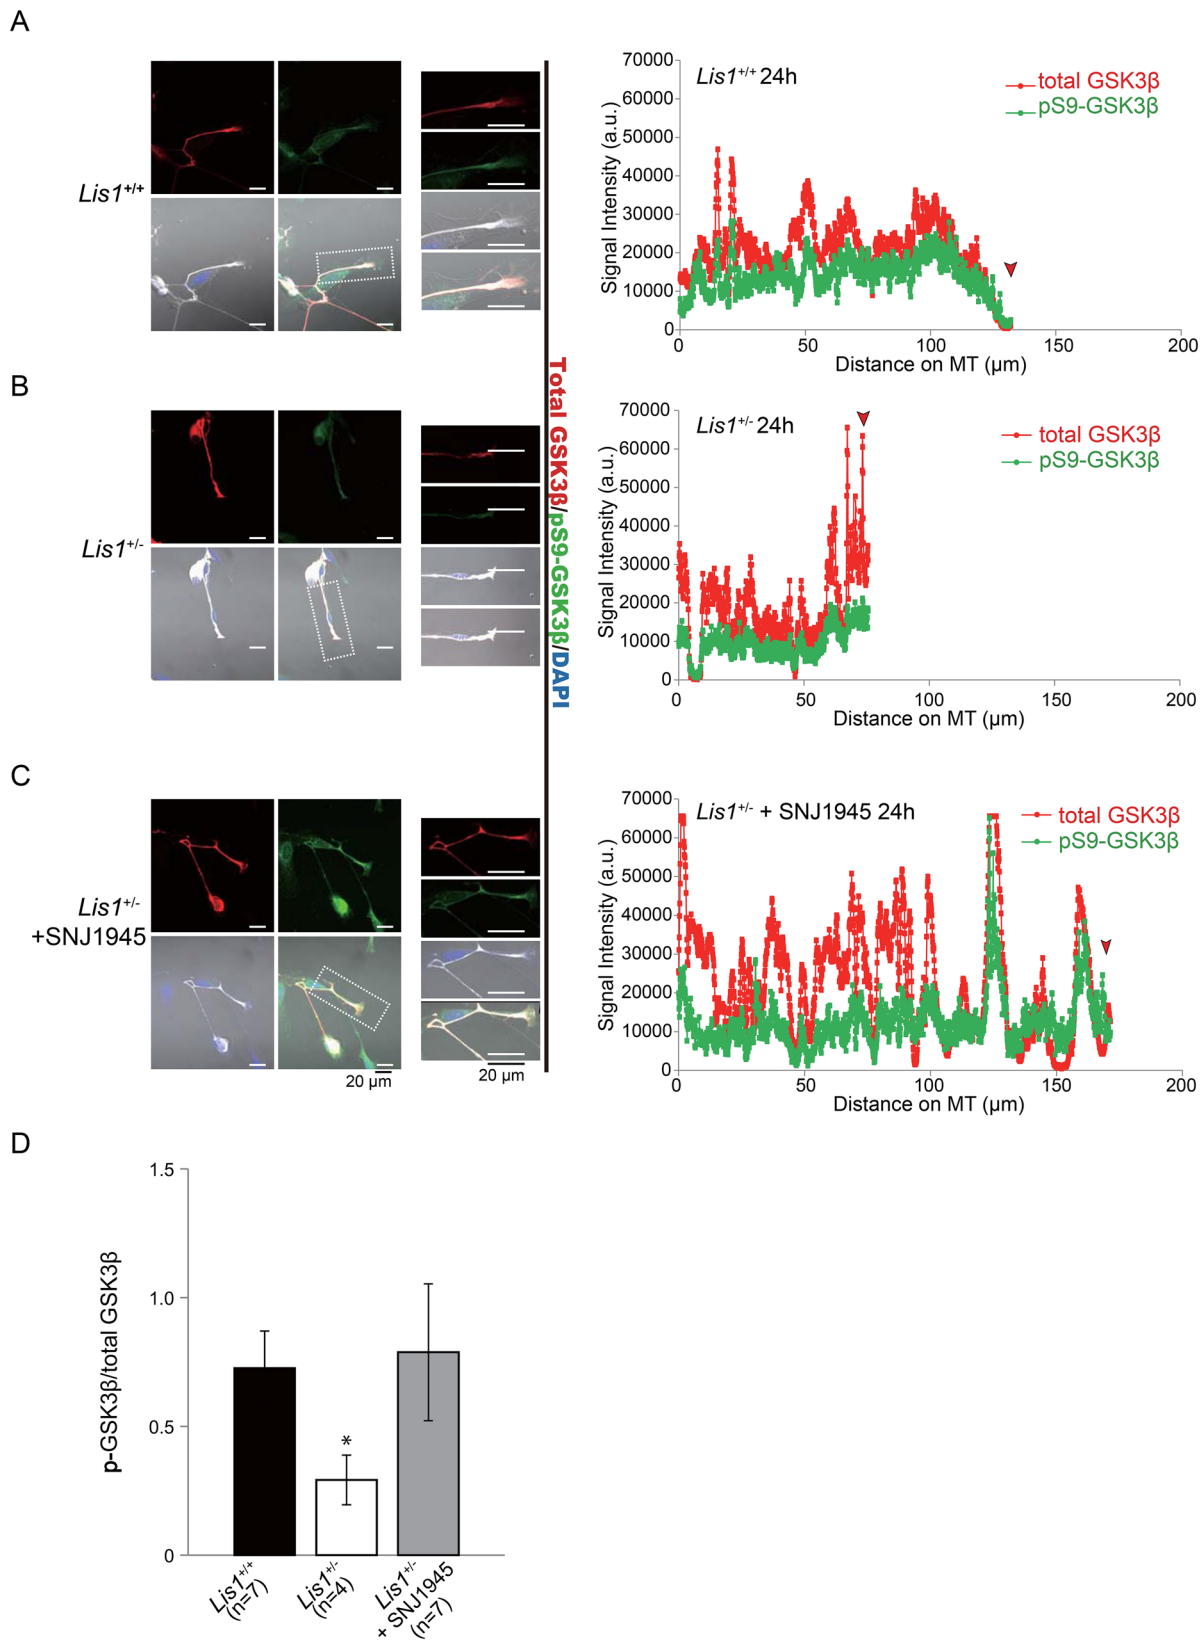 A
Lis1+/+
Lis1+/+ 24h
total GSK3β
pS9-GSK3β
Signal Intensity (a.u.)
70000
60000
50000
40000
30000
20000
10000
0
0 50 100 150 200
Distance on MT (μm)
B
Lis1+/-
Total GSK3β/pS9-GSK3β/DAPI
Lis1+/- 24h
total GSK3β
pS9-GSK3β
Signal Intensity (a.u.)
70000
60000
50000
40000
30000
20000
10000
0
0 50 100 150 200
Distance on MT (μm)
C
Lis1+/-
+SNJ1945
20 μm
20 μm
Lis1+/- + SNJ1945 24h
total GSK3β
pS9-GSK3β
Signal Intensity (a.u.)
70000
60000
50000
40000
30000
20000
10000
0
0 50 100 150 200
Distance on MT (μm)
D
p-GSK3β/total GSK3β
1.5
1.0
0.5
0
*
Lis1+/+
(n=7)
Lis1+/-
(n=4)
Lis1+/-
+ SNJ1945
(n=7)